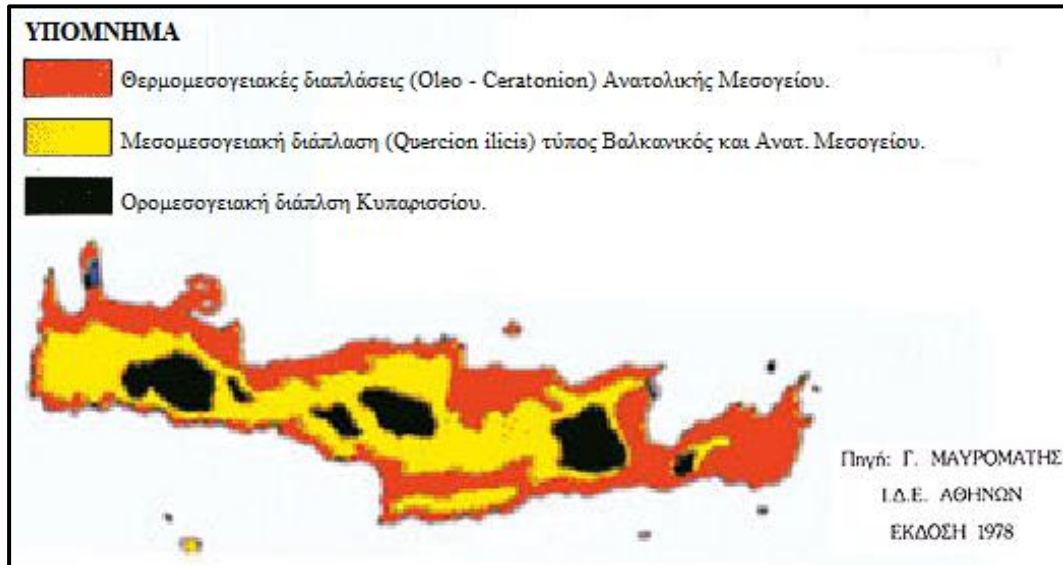 ΥΠΟΜΝΗΜΑ
Θερμομεσογειακές διαπλάσεις (Oleo - Ceratonion) Ανατολικής Μεσογείου.
Μεσομεσογειακή διάπλαση (Quercion ilicis) τύπος Βαλκανικός και Ανατ. Μεσογείου.
Ορομεσογειακή διάπλση Κυπαρισσίου.
Πηγή: Γ. ΜΑΥΡΟΜΑΤΗΣ
Ι.Δ.Ε. ΑΘΗΝΩΝ
ΕΚΔΟΣΗ 1978